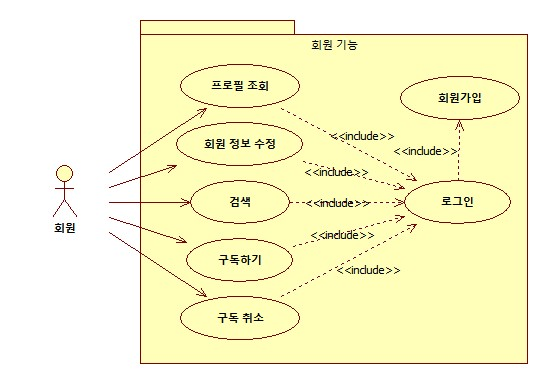 회원 기능
프로필 조회
회원가입
<<include>>
회원 정보 수정
<<include>>
<<include>>
검색
<<include>>
로그인
회원
<<include>>
구독하기
<<include>>
구독 취소